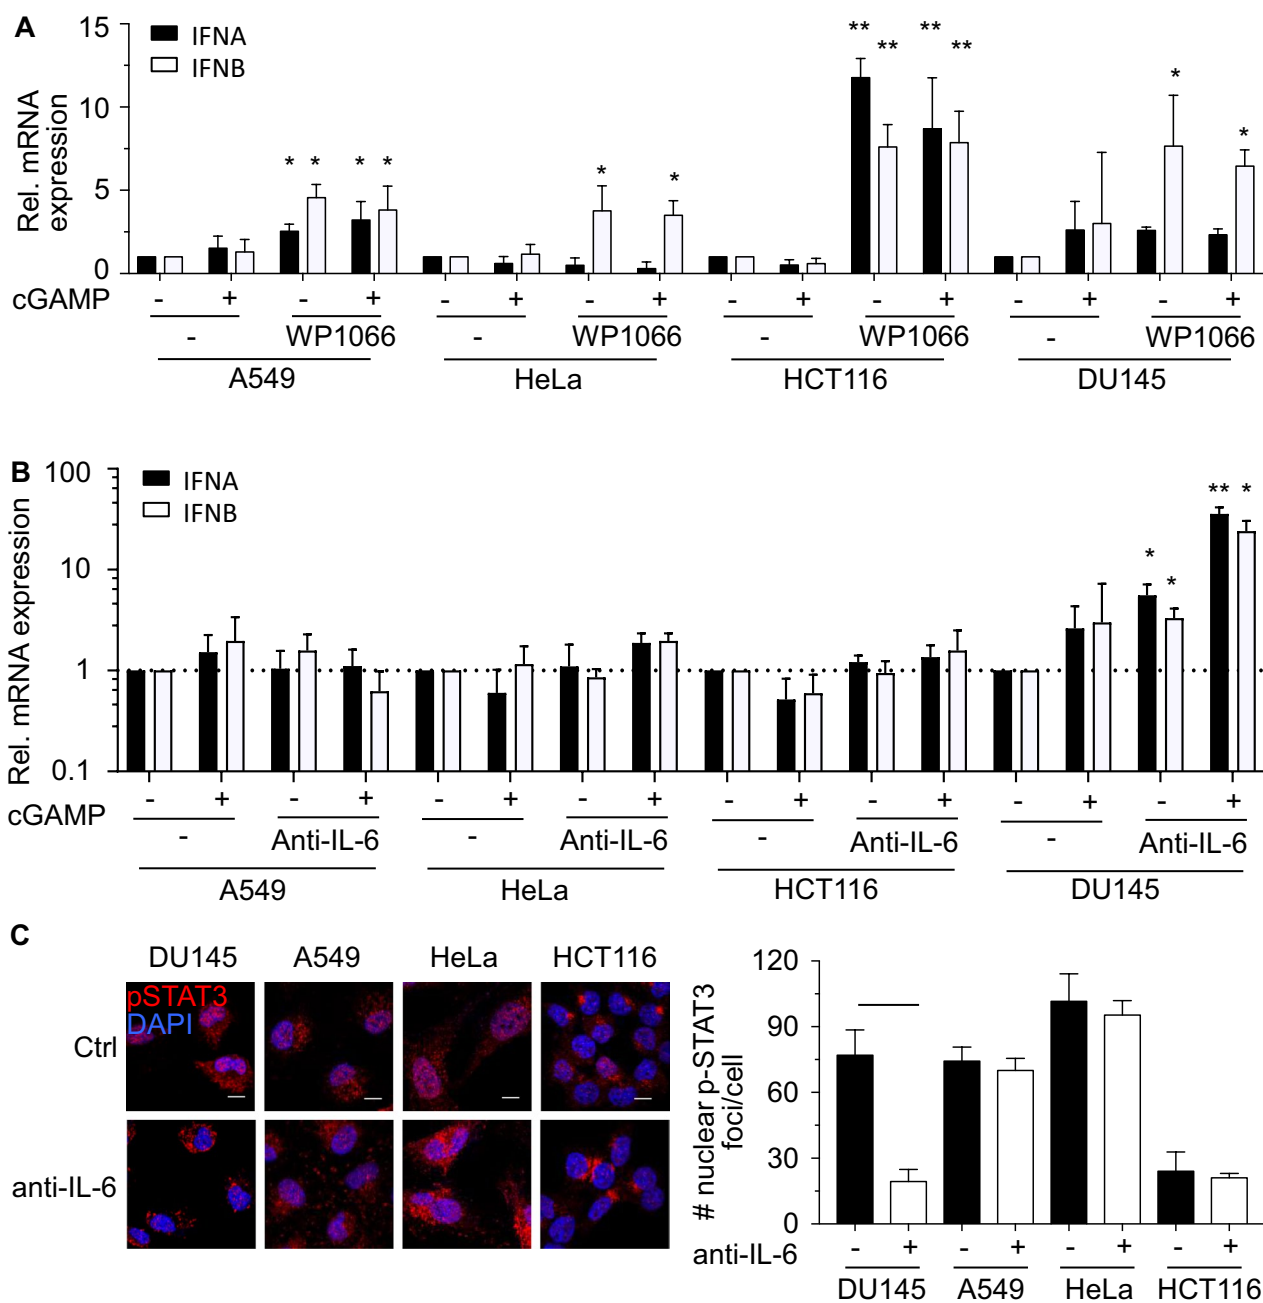 A
15
10
5
0
Rel. mRNA
expression
IFNA
IFNB
** ** ** **
* * * * * * * *
cGAMP - + - + - + - + - + - + - + - +
- WP1066 - WP1066 - WP1066 - WP1066
A549 HeLa HCT116 DU145
B
100
10
1
0.1
Rel. mRNA expression
IFNA
IFNB
** *
* *
- + - + - + - + - + - + - + - +
cGAMP
- Anti-IL-6 - Anti-IL-6 - Anti-IL-6 - Anti-IL-6
A549 HeLa HCT116 DU145
C
DU145 A549 HeLa HCT116
pSTAT3
DAPI
Ctrl
anti-IL-6
# nuclear p-STAT3
foci/cell
120
90
60
30
0
anti-IL-6 - + - + - + - +
DU145 A549 HeLa HCT116